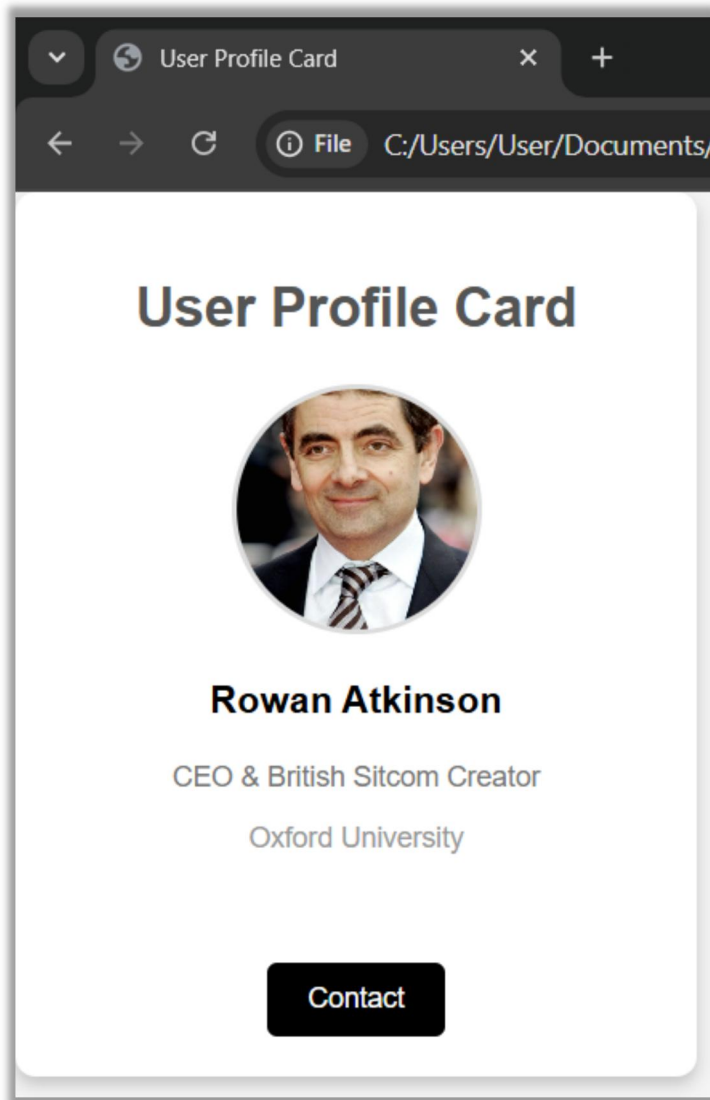 User Profile Card
File C:/Users/User/Documents/
User Profile Card
Rowan Atkinson
CEO & British Sitcom Creator
Oxford University
Contact